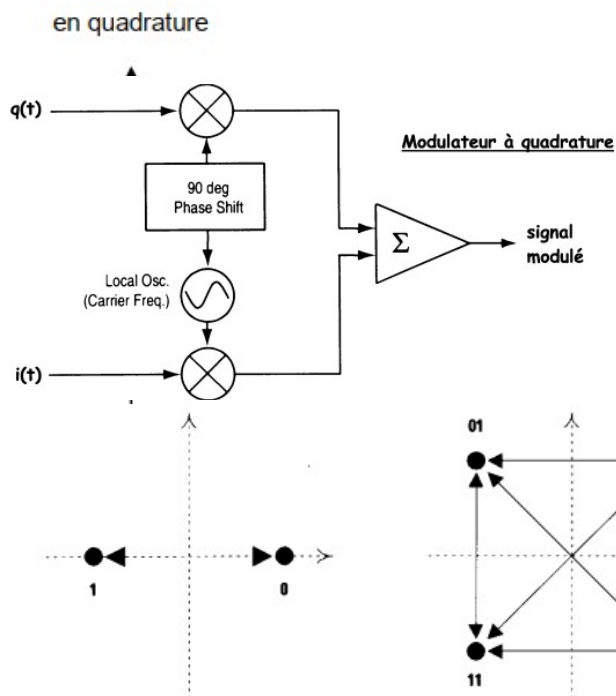 en quadrature
q(t)
Modulateur à quadrature
90 deg
Phase Shift
Σ
signal
modulé
Local Osc.
(Carrier Freq.)
i(t)
01
1
0
11